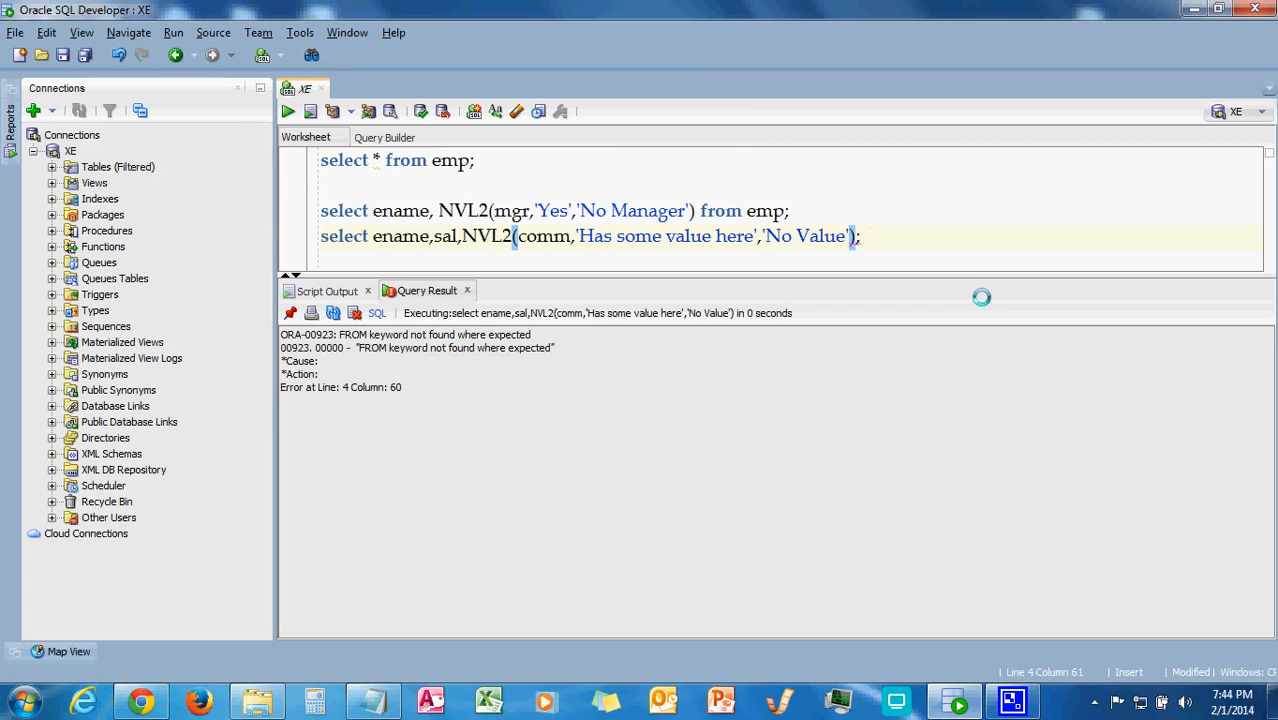 Oracle SQL Developer : XE
File Edit View Navigate Run Source Team Tools Window Help
Connections
XE
Reports
XE
Worksheet Query Builder
Connections
XE
Tables (Filtered)
Views
Indexes
Packages
Procedures
Functions
Queues
Queues Tables
Triggers
Types
Sequences
Materialized Views
Materialized View Logs
Synonyms
Public Synonyms
Database Links
Public Database Links
Directories
XML Schemas
XML DB Repository
Scheduler
Recycle Bin
Other Users
Cloud Connections
select * from emp;
select ename, NVL2(mgr,'Yes','No Manager') from emp;
select ename,sal,NVL2(comm,'Has some value here','No Value');
Script Output Query Result
SQL Executing:select ename,sal,NVL2(comm,'Has some value here','No Value') in 0 seconds
ORA-00923: FROM keyword not found where expected
00923. 00000 - "FROM keyword not found where expected"
*Cause:
*Action:
Error at Line: 4 Column: 60
Map View
Line 4 Column 61 Insert Modified Windows: CF
7:44 PM
2/1/2014